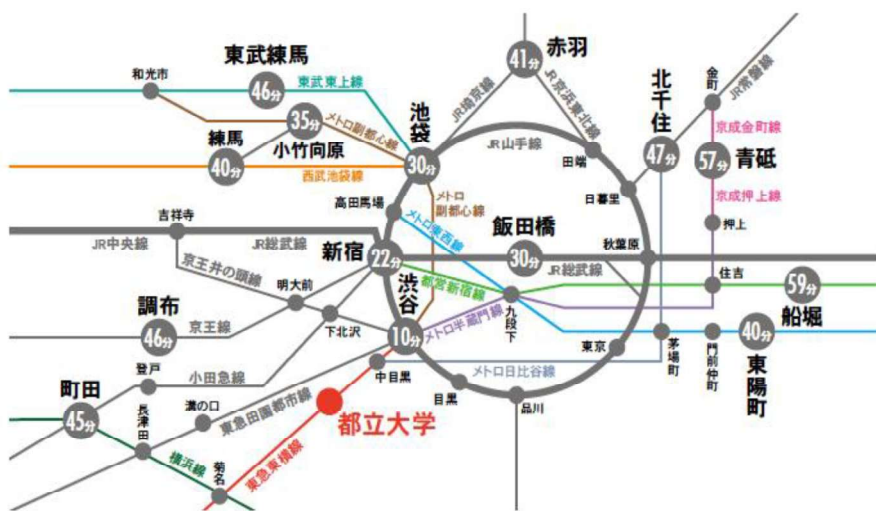 東武練馬
和光市
46分
東武東上線
35分
メトロ副都心線
練馬
40分
小竹向原
西武池袋線
池袋
30分
赤羽
41分
JR埼京線
JR京浜東北線
JR山手線
田端
日暮里
北千住
47分
金町
JR常磐線
京成金町線
57分
青砥
京成押上線
押上
高田馬場
メトロ
副都心線
メトロ東西線
飯田橋
30分
秋葉原
吉祥寺
JR中央線
JR総武線
新宿
22分
JR総武線
京王井の頭線
明大前
都営新宿線
九段下
住吉
59分
船堀
調布
46分
京王線
下北沢
渋谷
10分
メトロ半蔵門線
東京
茅場町
門前仲町
40分
東陽町
登戸
小田急線
中目黒
メトロ日比谷線
目黒
品川
町田
45分
長津田
溝の口
東急田園都市線
都立大学
横浜線
菊名
東急東横線